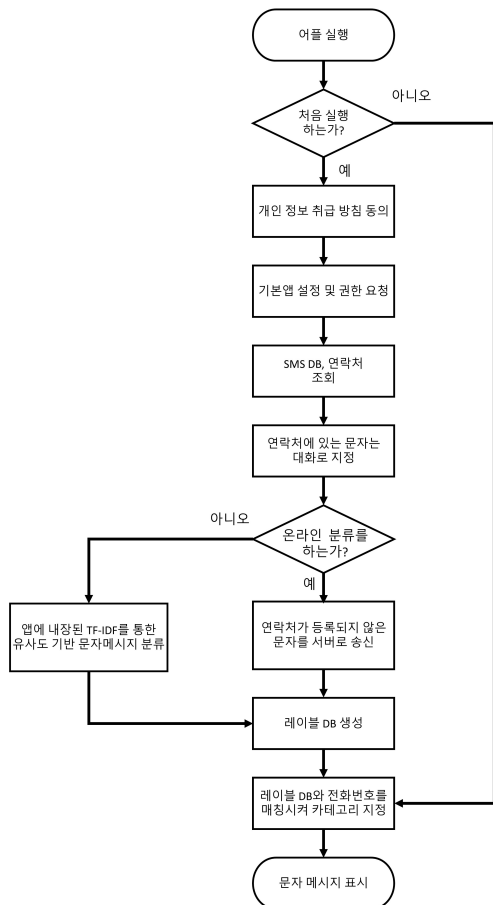 어플 실행
처음 실행
하는가?
아니오
예
개인 정보 취급 방침 동의
기본앱 설정 및 권한 요청
SMS DB, 연락처
조회
연락처에 있는 문자는
대화로 지정
온라인 분류를
하는가?
아니오
예
앱에 내장된 TF-IDF를 통한
유사도 기반 문자메시지 분류
연락처가 등록되지 않은
문자를 서버로 송신
레이블 DB 생성
레이블 DB와 전화번호를
매칭시켜 카테고리 지정
문자 메시지 표시